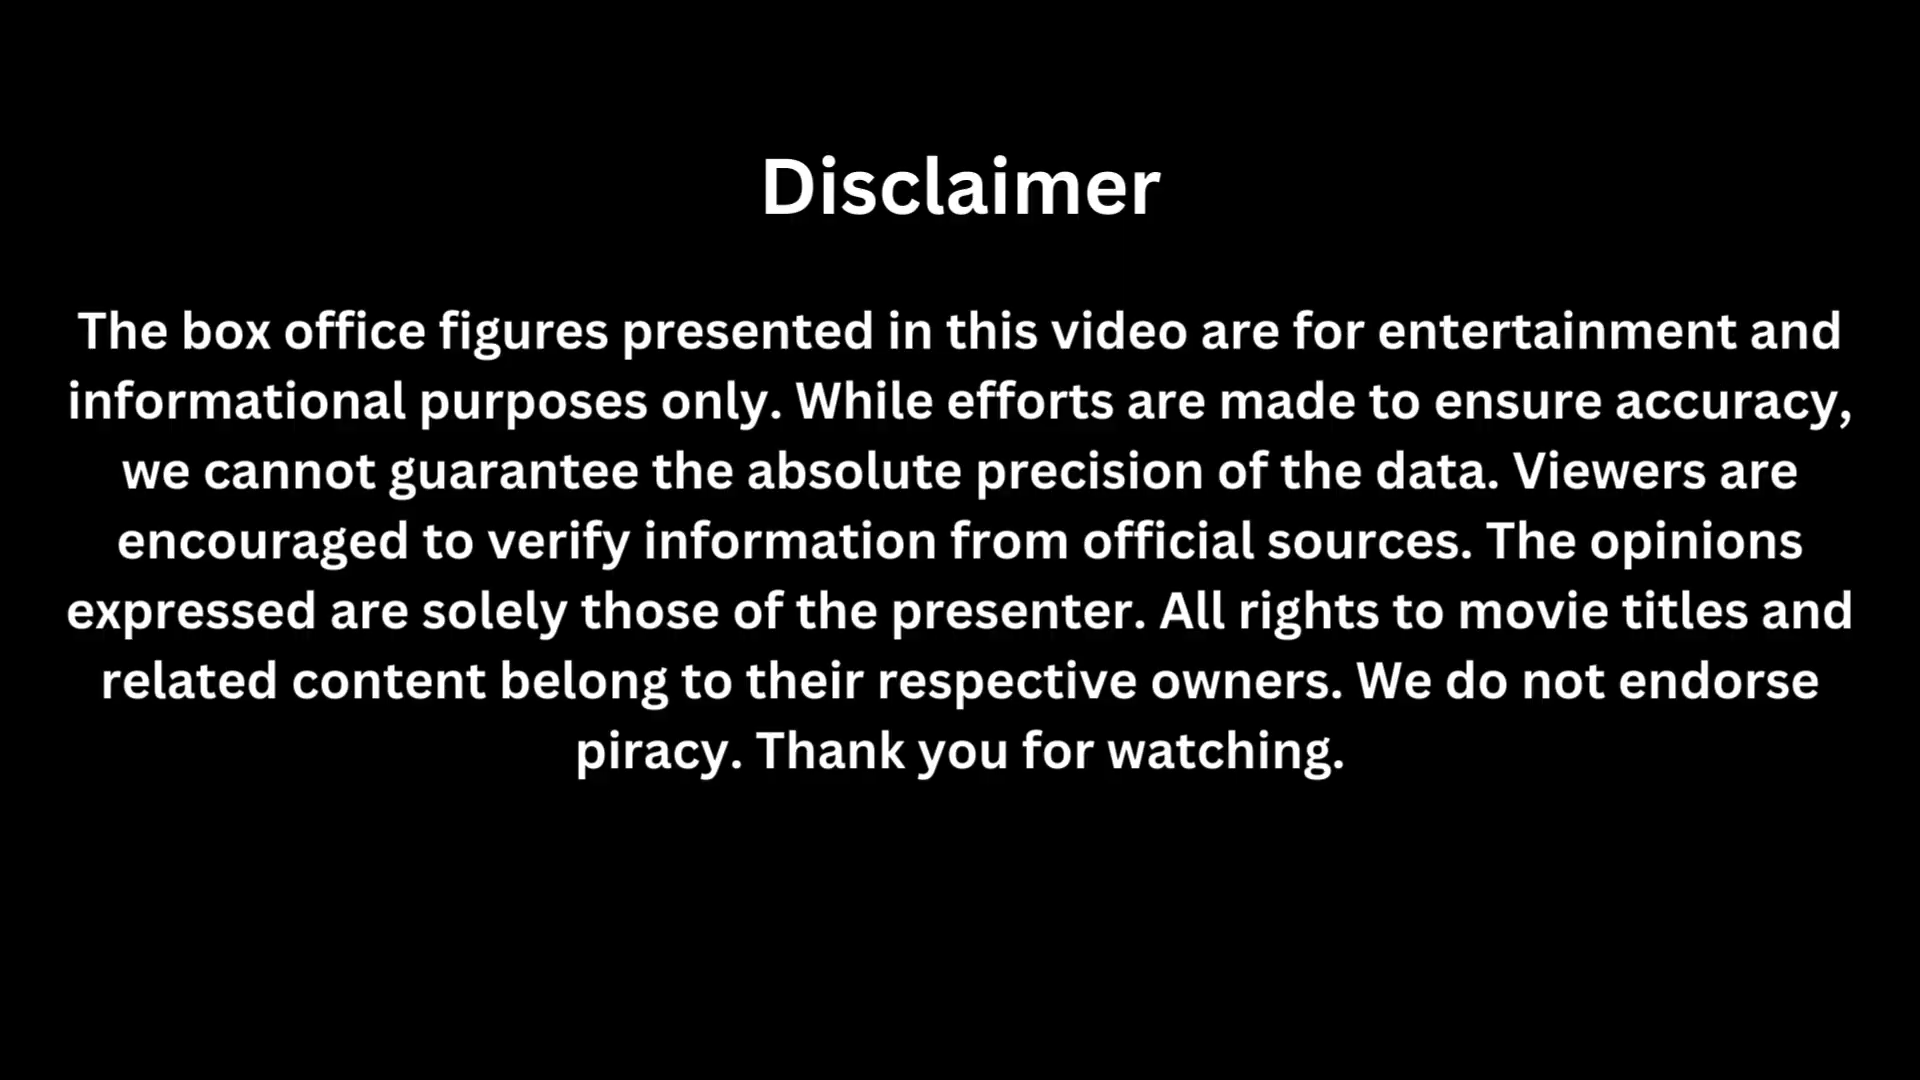 Disclaimer
The box office figures presented in this video are for entertainment and
informational purposes only. While efforts are made to ensure accuracy,
we cannot guarantee the absolute precision of the data. Viewers are
encouraged to verify information from official sources. The opinions
expressed are solely those of the presenter. All rights to movie titles and
related content belong to their respective owners. We do not endorse
piracy. Thank you for watching.